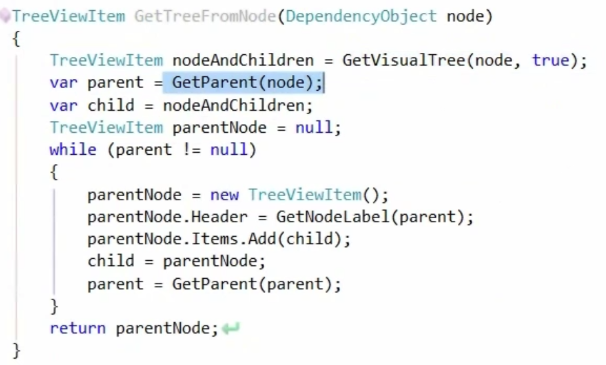 TreeViewItem GetTreeFromNode(DependencyObject node)
{
TreeViewItem nodeAndChildren = GetVisualTree(node, true);
var parent = GetParent(node);
var child = nodeAndChildren;
TreeViewItem parentNode = null;
while (parent != null)
{
parentNode = new TreeViewItem();
parentNode.Header = GetNodeLabel(parent);
parentNode.Items.Add(child);
child = parentNode;
parent = GetParent(parent);
}
return parentNode;
}